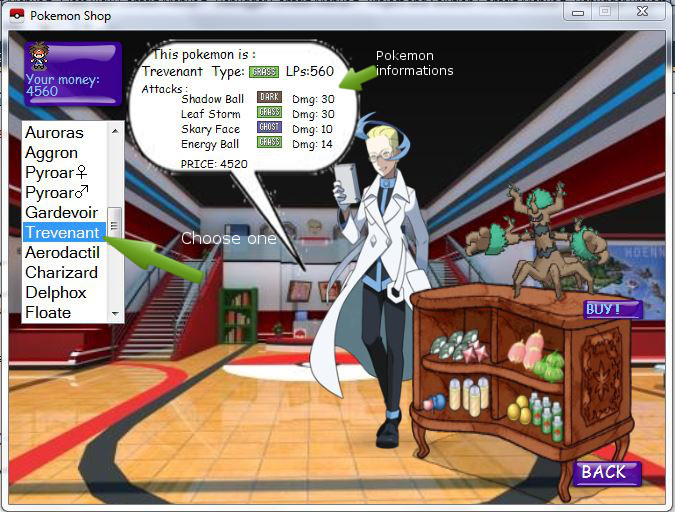 Pokemon Shop
Your money:
4560
This pokemon is :
Trevenant Type: GRASS LPs:560
Attacks :
Shadow Ball DARK Dmg: 30
Leaf Storm GRASS Dmg: 30
Skary Face GHOST Dmg: 10
Energy Ball GRASS Dmg: 14
PRICE: 4520
Pokemon
informations
Auroras
Aggron
Pyroar♀
Pyroar♂
Gardevoir
Trevenant
Aerodactil
Charizard
Delphox
Floate
Choose one
HOENN
BUY!
BACK